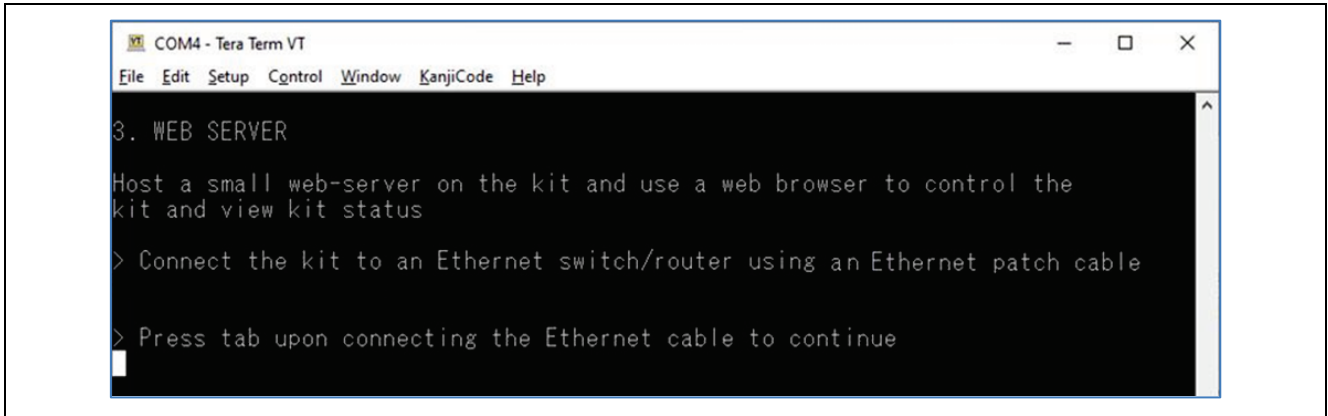 COM4 - Tera Term VT
File Edit Setup Control Window KanjiCode Help
3. WEB SERVER
Host a small web-server on the kit and use a web browser to control the
kit and view kit status
> Connect the kit to an Ethernet switch/router using an Ethernet patch cable
> Press tab upon connecting the Ethernet cable to continue